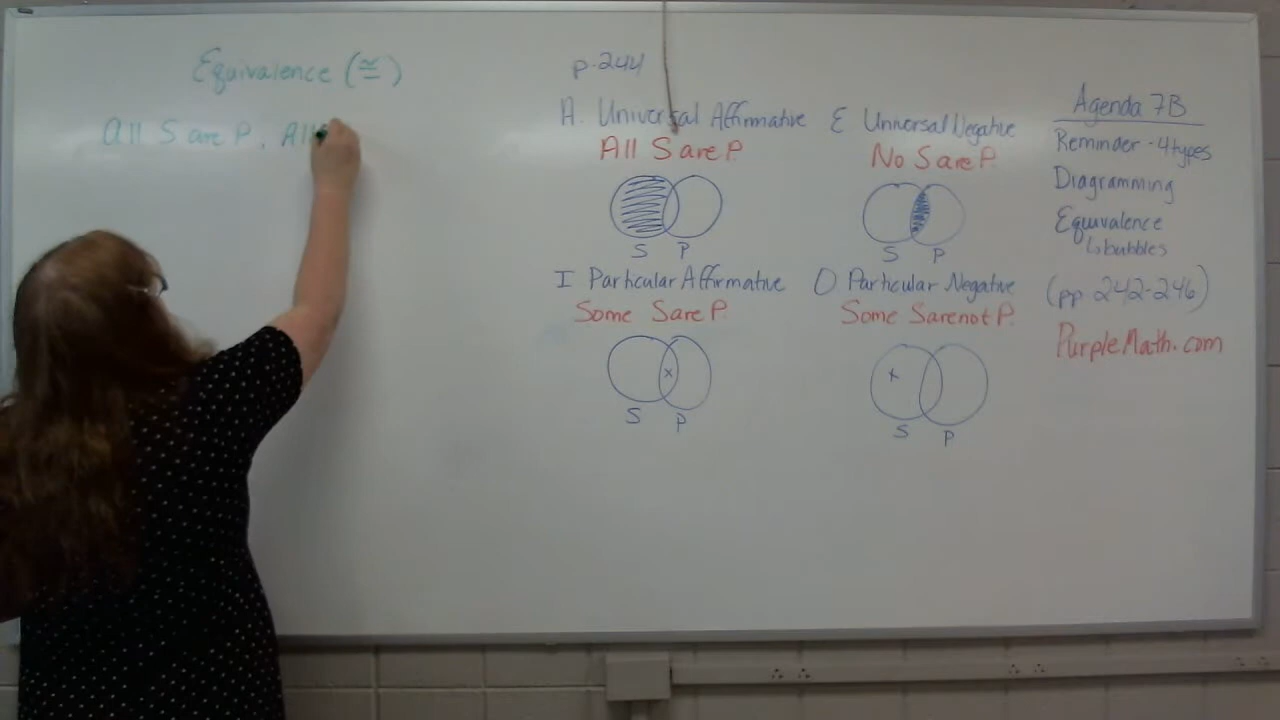 Equivalence (≅)
All S are P, All
p. 244
A. Universal Affirmative
All S are P.
S P
E Universal Negative
No S are P.
S P
I Particular Affirmative
Some S are P.
x
S P
O Particular Negative
Some S are not P.
x
S P
Agenda 7B
Reminder - 4 types
Diagramming
Equivalence
↳ bubbles
(pp 242-246)
PurpleMath.com